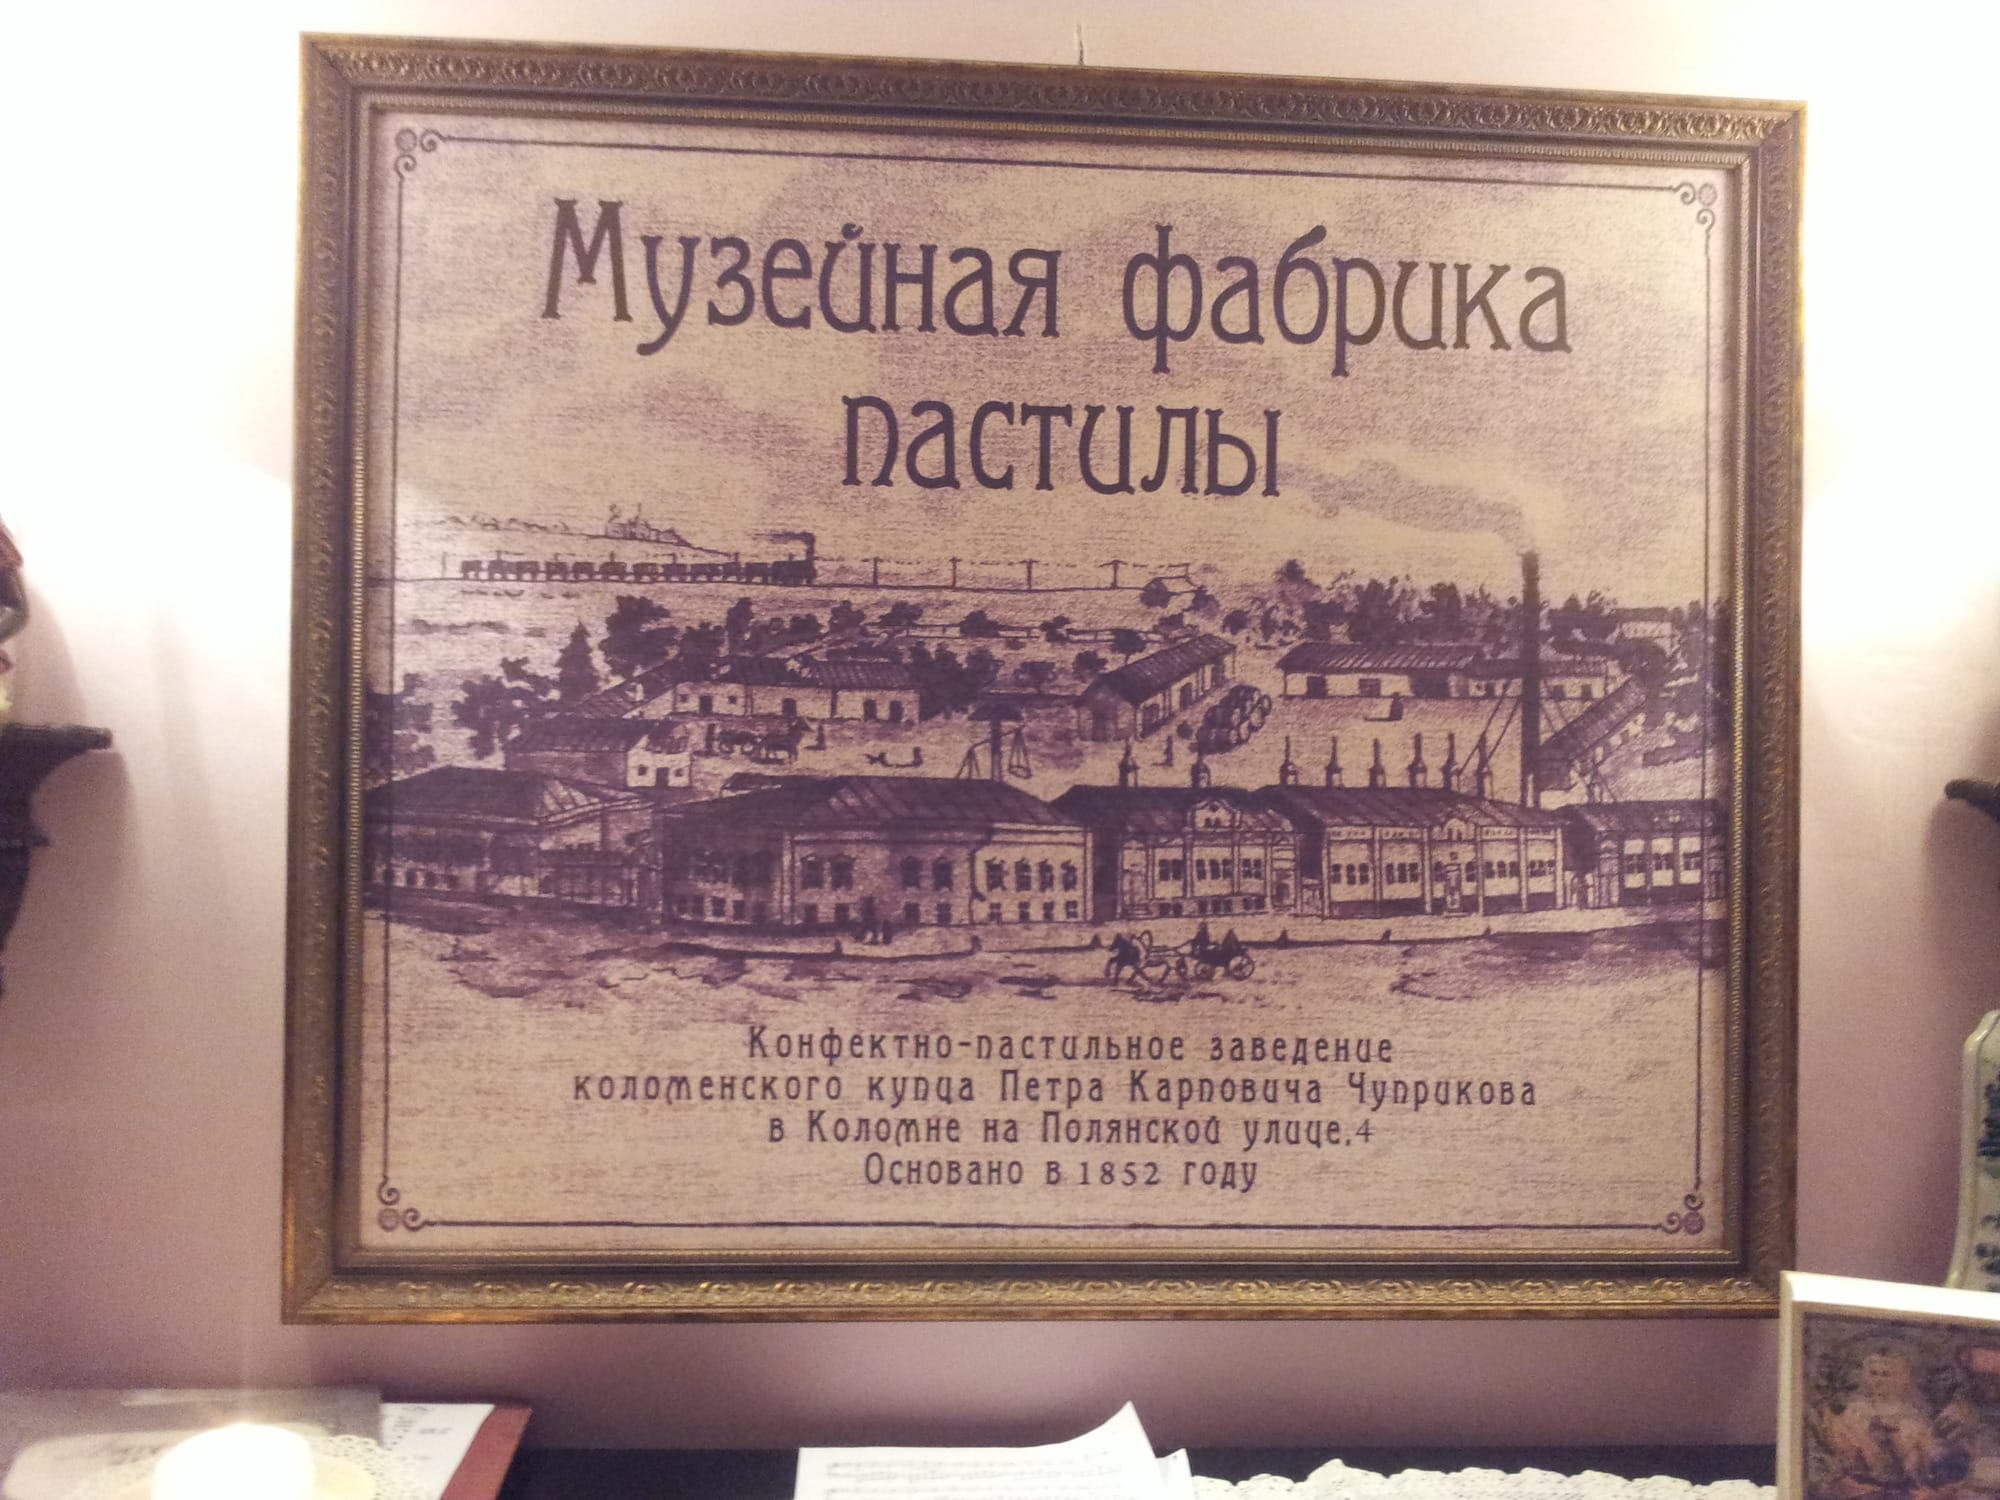 Музейная фабрика
пастилы
Конфектно-пастильное заведение
коломенского купца Петра Карповича Чуприкова
в Коломне на Полянской улице,4
Основано в 1852 году